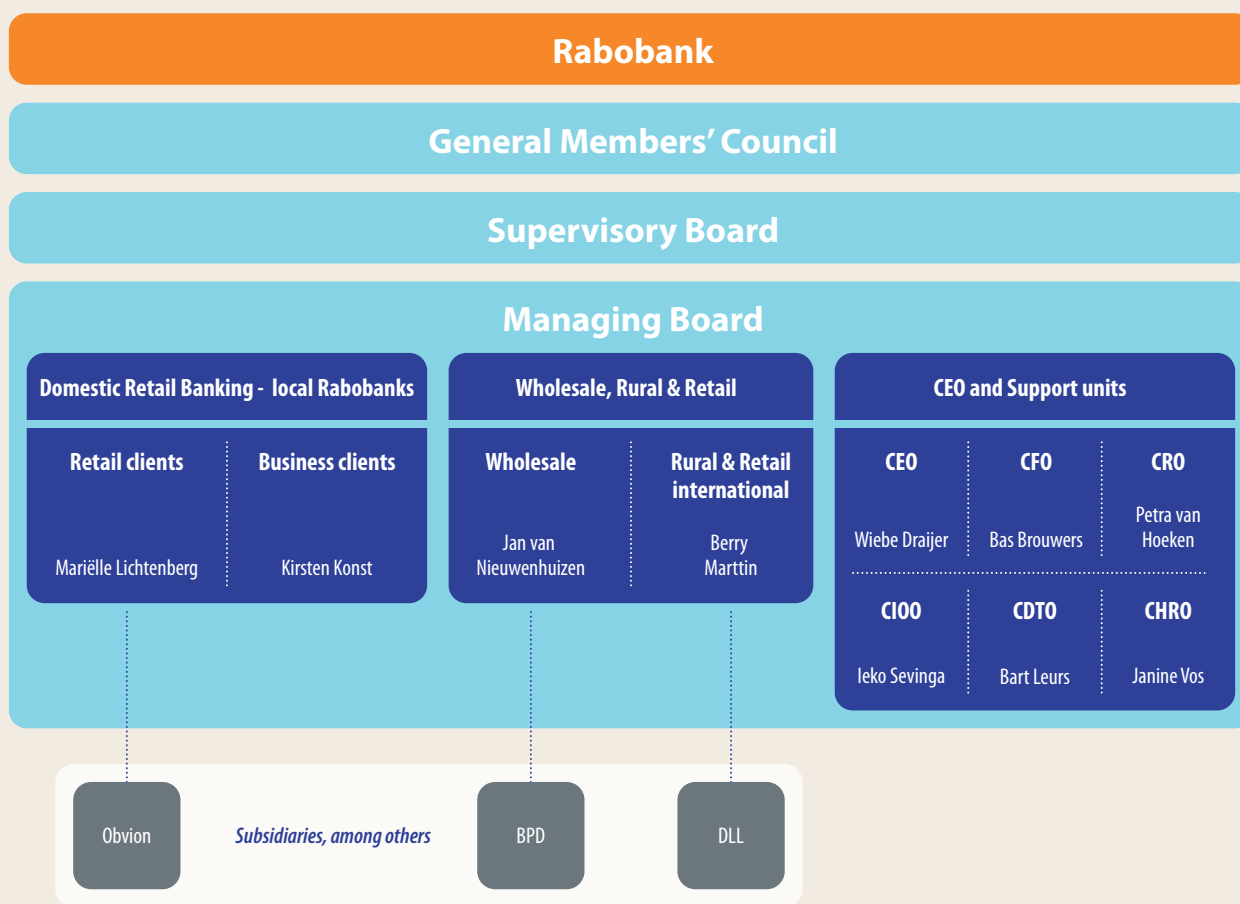 Rabobank
General Members’ Council
Supervisory Board
Managing Board
Domestic Retail Banking - local Rabobanks
Retail clients
Mariëlle Lichtenberg
Business clients
Kirsten Konst
Wholesale, Rural & Retail
Wholesale
Jan van
Nieuwenhuizen
Rural & Retail
international
Berry
Marttin
CEO and Support units
CEO
Wiebe Draijer
CFO
Bas Brouwers
CRO
Petra van
Hoeken
CIOO
Ieko Sevinga
CDTO
Bart Leurs
CHRO
Janine Vos
Obvion
Subsidiaries, among others
BPD
DLL